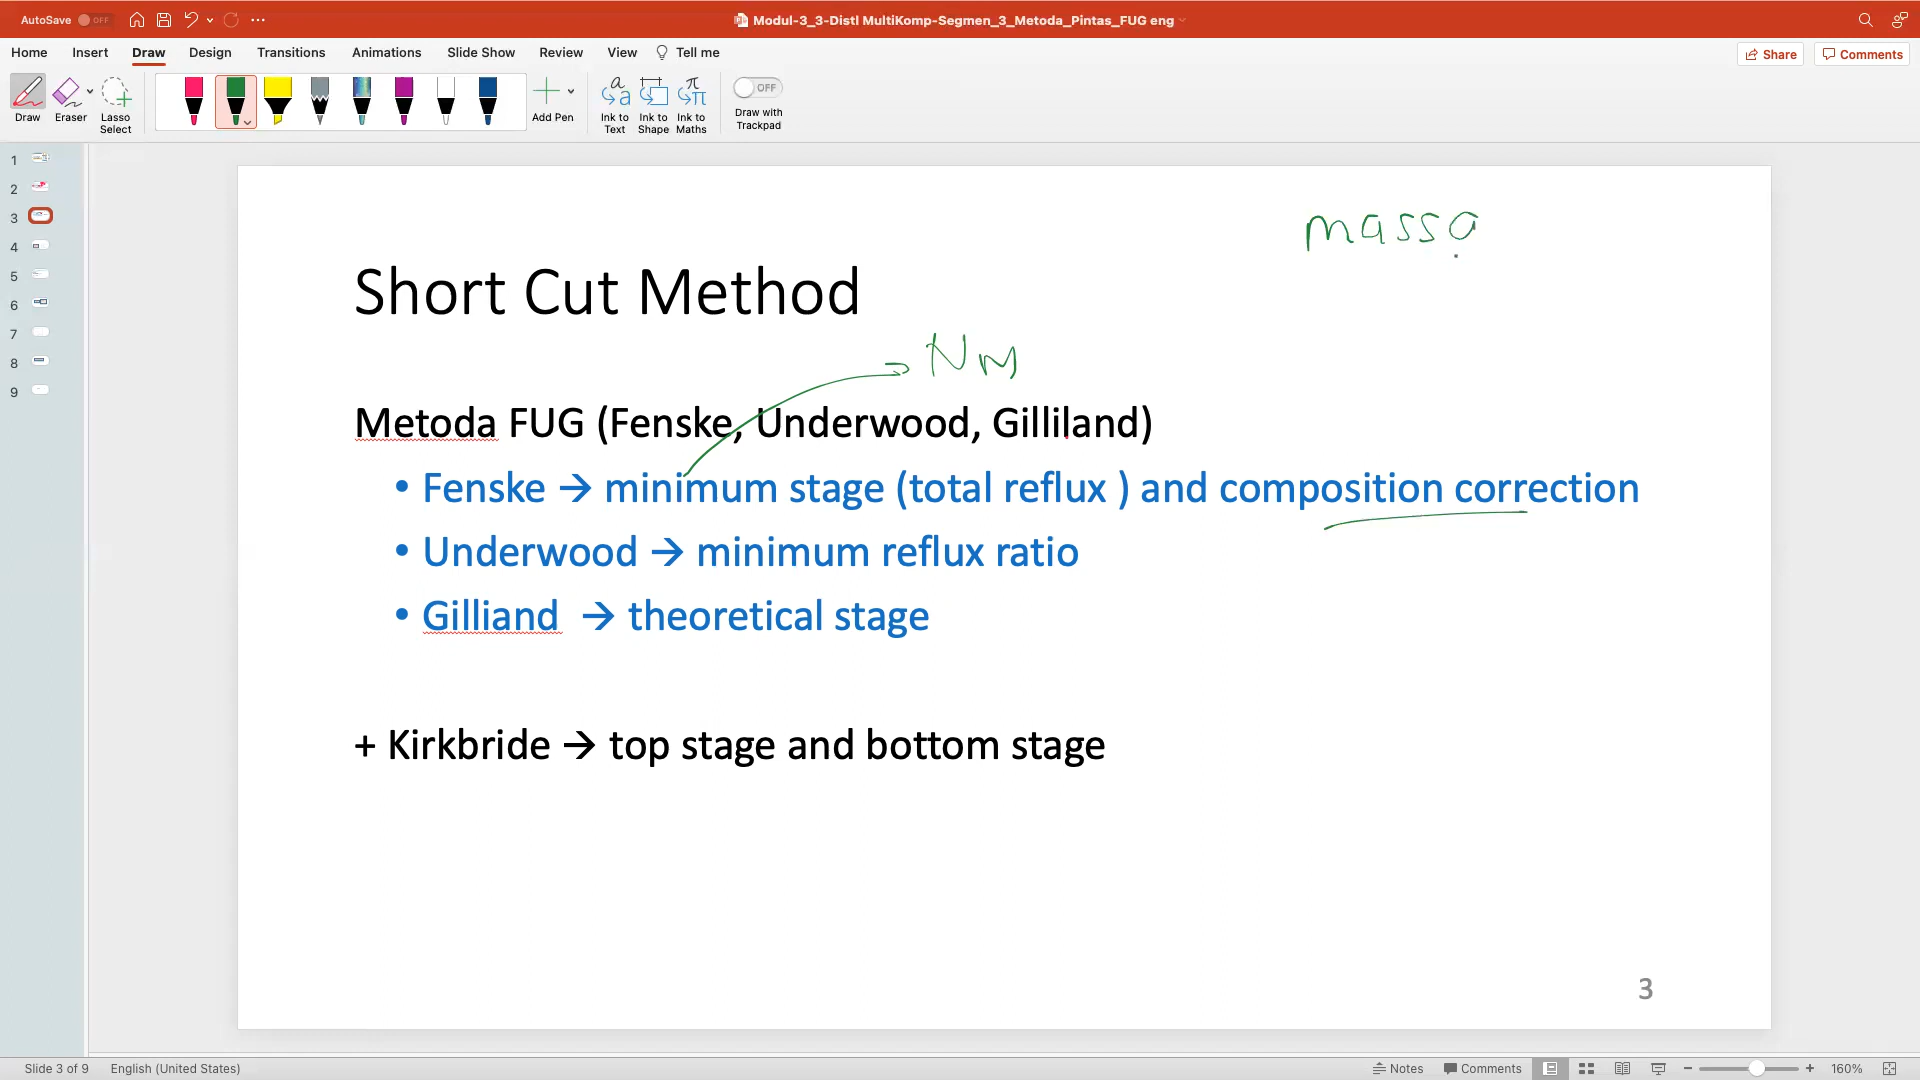 AutoSave OFF
Modul-3_3-Distl MultiKomp-Segmen_3_Metoda_Pintas_FUG eng
Home Insert Draw Design Transitions Animations Slide Show Review View Tell me
Share Comments
Draw Eraser Lasso Select Add Pen Ink to Text Ink to Shape Ink to Maths OFF Draw with Trackpad
1
2
3
4
5
6
7
8
9
massa
Short Cut Method
Nm
Metoda FUG (Fenske, Underwood, Gilliland)
• Fenske → minimum stage (total reflux ) and composition correction
• Underwood → minimum reflux ratio
• Gilliand → theoretical stage
+ Kirkbride → top stage and bottom stage
3
Slide 3 of 9 English (United States) Notes Comments 160%